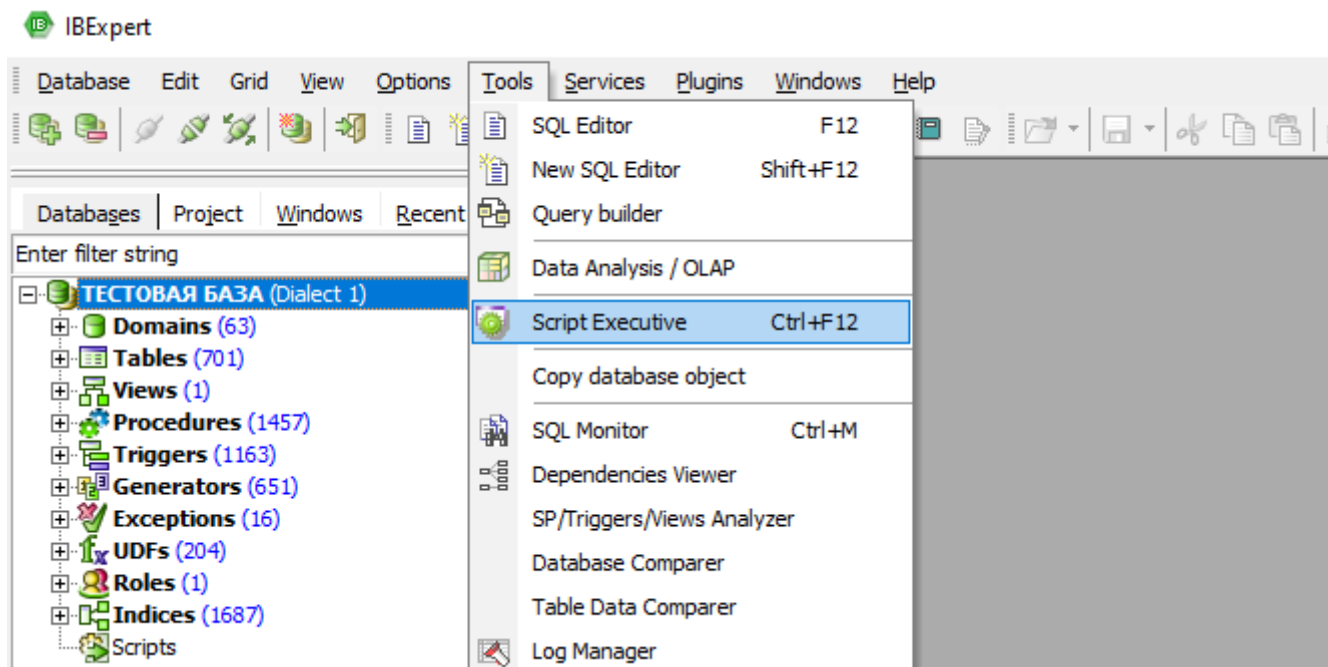 IBExpert
Database Edit Grid View Options Tools Services Plugins Windows Help
SQL Editor F12
New SQL Editor Shift+F12
Query builder
Data Analysis / OLAP
Script Executive Ctrl+F12
Copy database object
SQL Monitor Ctrl+M
Dependencies Viewer
SP/Triggers/Views Analyzer
Database Comparer
Table Data Comparer
Log Manager
Databases Project Windows Recent
Enter filter string
ТЕСТОВАЯ БАЗА (Dialect 1)
Domains (63)
Tables (701)
Views (1)
Procedures (1457)
Triggers (1163)
Generators (651)
Exceptions (16)
UDFs (204)
Roles (1)
Indices (1687)
Scripts